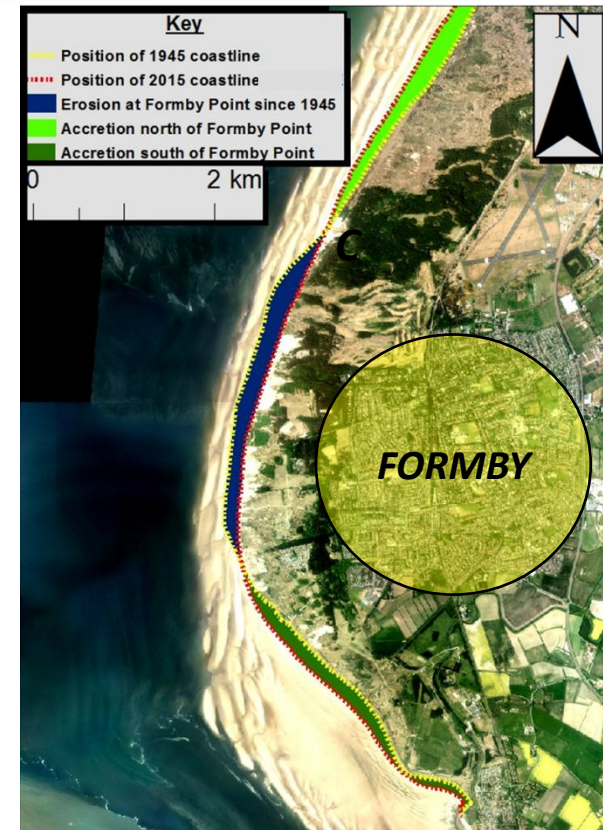 Key
Position of 1945 coastline
Position of 2015 coastline
Erosion at Formby Point since 1945
Accretion north of Formby Point
Accretion south of Formby Point
N
0 2 km
C
FORMBY